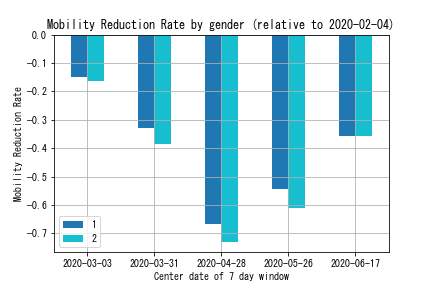 Mobility Reduction Rate by gender (relative to 2020-02-04)
0.0
-0.1
-0.2
-0.3
-0.4
-0.5
-0.6
-0.7
Mobility Reduction Rate
1
2
2020-03-03 2020-03-31 2020-04-28 2020-05-26 2020-06-17
Center date of 7 day window